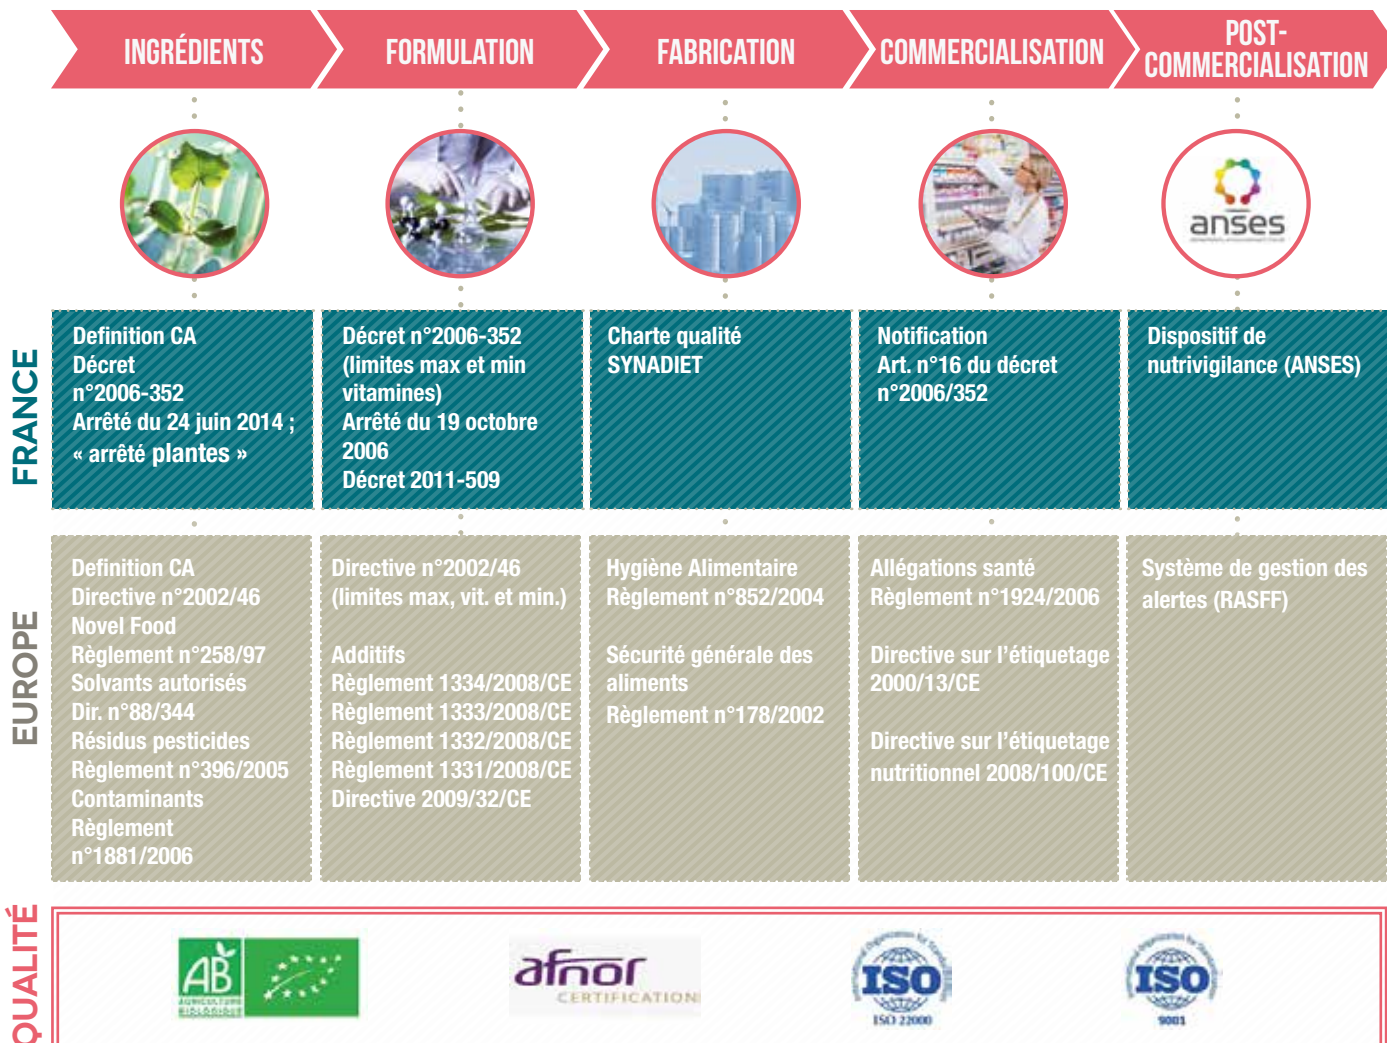 INGRÉDIENTS
FORMULATION
FABRICATION
COMMERCIALISATION
POST-
COMMERCIALISATION
anses
FRANCE
Definition CA
Décret
n°2006-352
Arrêté du 24 juin 2014 ;
« arrêté plantes »
Décret n°2006-352
(limites max et min
vitamines)
Arrêté du 19 octobre
2006
Décret 2011-509
Charte qualité
SYNADIET
Notification
Art. n°16 du décret
n°2006/352
Dispositif de
nutrivigilance (ANSES)
EUROPE
Definition CA
Directive n°2002/46
Novel Food
Règlement n°258/97
Solvants autorisés
Dir. n°88/344
Résidus pesticides
Règlement n°396/2005
Contaminants
Règlement
n°1881/2006
Directive n°2002/46
(limites max, vit. et min.)
Additifs
Règlement 1334/2008/CE
Règlement 1333/2008/CE
Règlement 1332/2008/CE
Règlement 1331/2008/CE
Directive 2009/32/CE
Hygiène Alimentaire
Règlement n°852/2004
Sécurité générale des
aliments
Règlement n°178/2002
Allégations santé
Règlement n°1924/2006
Directive sur l'étiquetage
2000/13/CE
Directive sur l'étiquetage
nutritionnel 2008/100/CE
Système de gestion des
alertes (RASFF)
QUALITÉ
AB
AGRICULTURE
BIOLOGIQUE
afnor
CERTIFICATION
ISO
ISO 22000
ISO
9001